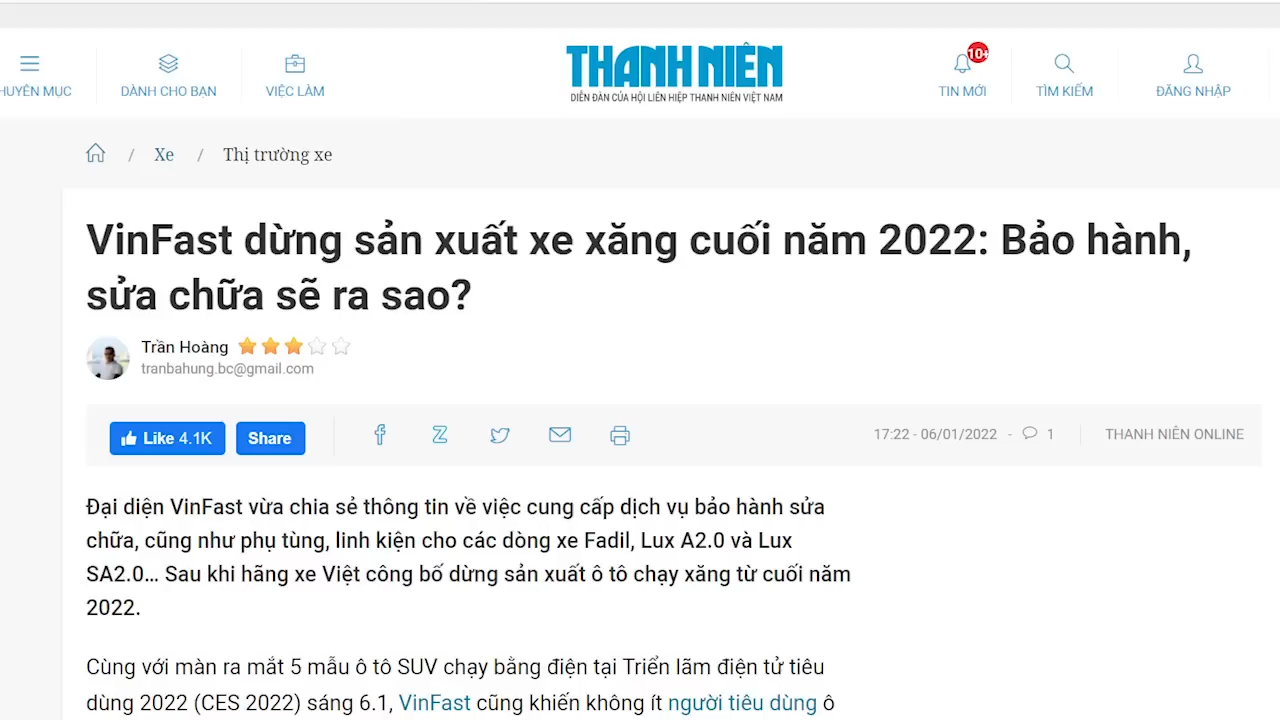 HUYÊN MỤC
DÀNH CHO BẠN
VIỆC LÀM
THANH NIÊN
DIỄN ĐÀN CỦA HỘI LIÊN HIỆP THANH NIÊN VIỆT NAM
10+
TIN MỚI
TÌM KIẾM
ĐĂNG NHẬP
/ Xe / Thị trường xe
VinFast dừng sản xuất xe xăng cuối năm 2022: Bảo hành,
sửa chữa sẽ ra sao?
Trần Hoàng
tranbahung.bc@gmail.com
Like 4.1K Share
17:22 - 06/01/2022 - 1 THANH NIÊN ONLINE
Đại diện VinFast vừa chia sẻ thông tin về việc cung cấp dịch vụ bảo hành sửa
chữa, cũng như phụ tùng, linh kiện cho các dòng xe Fadil, Lux A2.0 và Lux
SA2.0... Sau khi hãng xe Việt công bố dừng sản xuất ô tô chạy xăng từ cuối năm
2022.
Cùng với màn ra mắt 5 mẫu ô tô SUV chạy bằng điện tại Triển lãm điện tử tiêu
dùng 2022 (CES 2022) sáng 6.1, VinFast cũng khiến không ít người tiêu dùng ô